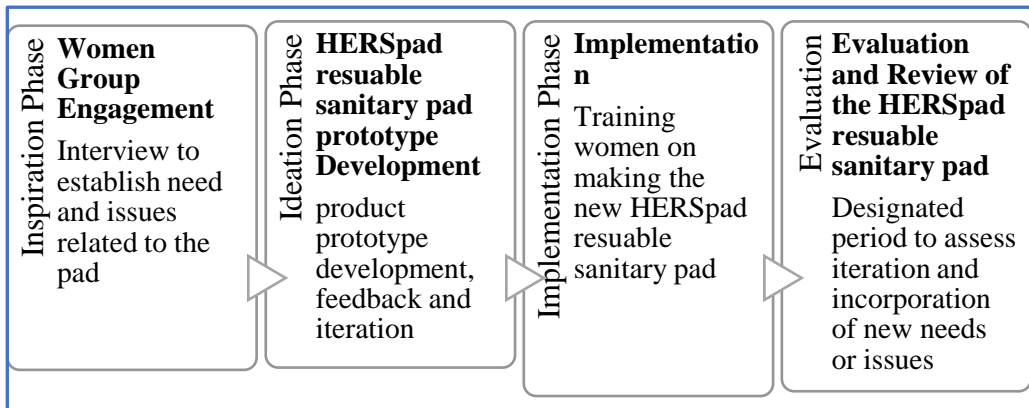 Inspiration Phase
Women
Group
Engagement
Interview to
establish need
and issues
related to the
pad
Ideation Phase
HERSpad
resuable
sanitary pad
prototype
Development
product
prototype
development,
feedback and
iteration
Implementation Phase
Implementatio
n
Training
women on
making the
new HERSpad
resuable
sanitary pad
Evaluation
Evaluation
and Review of
the HERSpad
resuable
sanitary pad
Designated
period to assess
iteration and
incorporation
of new needs
or issues